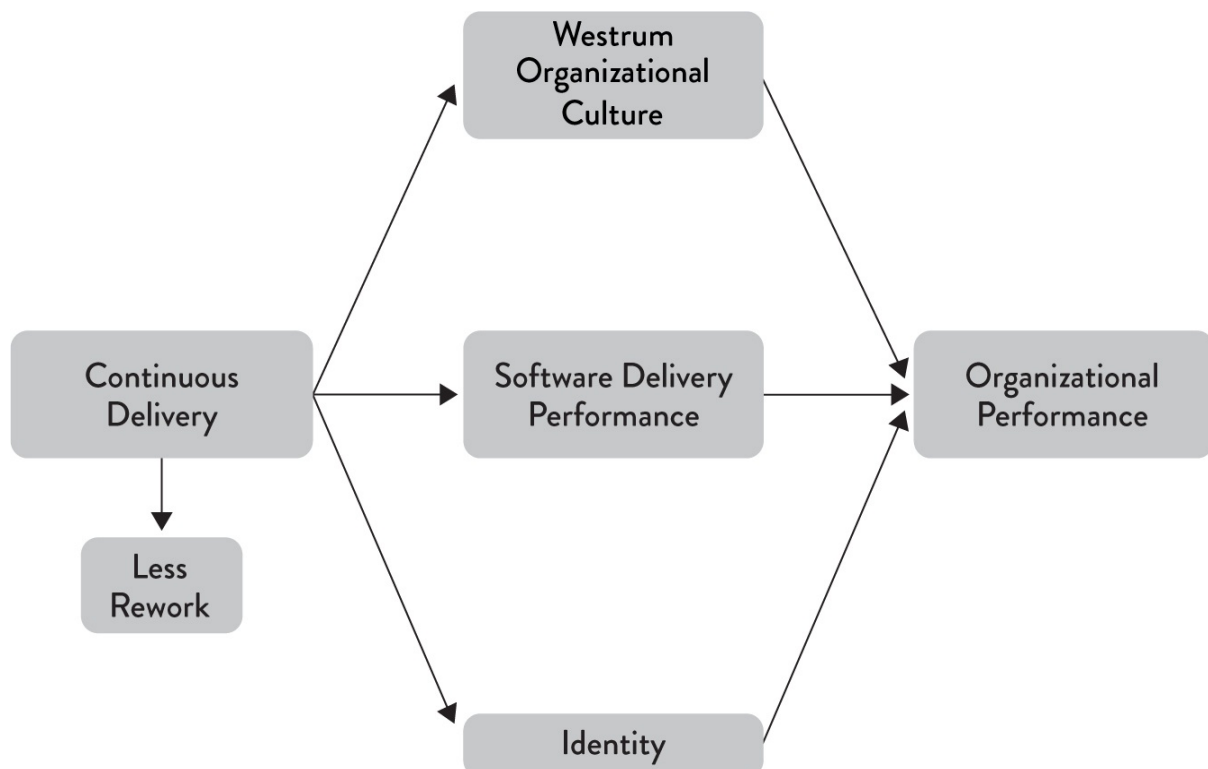 Westrum
Organizational
Culture
Continuous
Delivery
Software Delivery
Performance
Organizational
Performance
Less
Rework
Identity